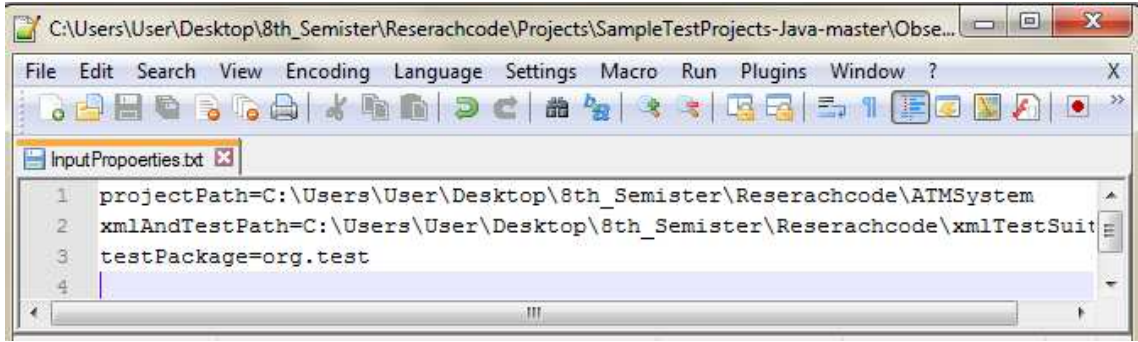 C:\Users\User\Desktop\8th_Semister\Reserachcode\Projects\SampleTestProjects-Java-master\Obse...
File Edit Search View Encoding Language Settings Macro Run Plugins Window ? X
InputPropoerties.txt
1 projectPath=C:\Users\User\Desktop\8th_Semister\Reserachcode\ATMSystem
2 xmlAndTestPath=C:\Users\User\Desktop\8th_Semister\Reserachcode\xmlTestSuit
3 testPackage=org.test
4